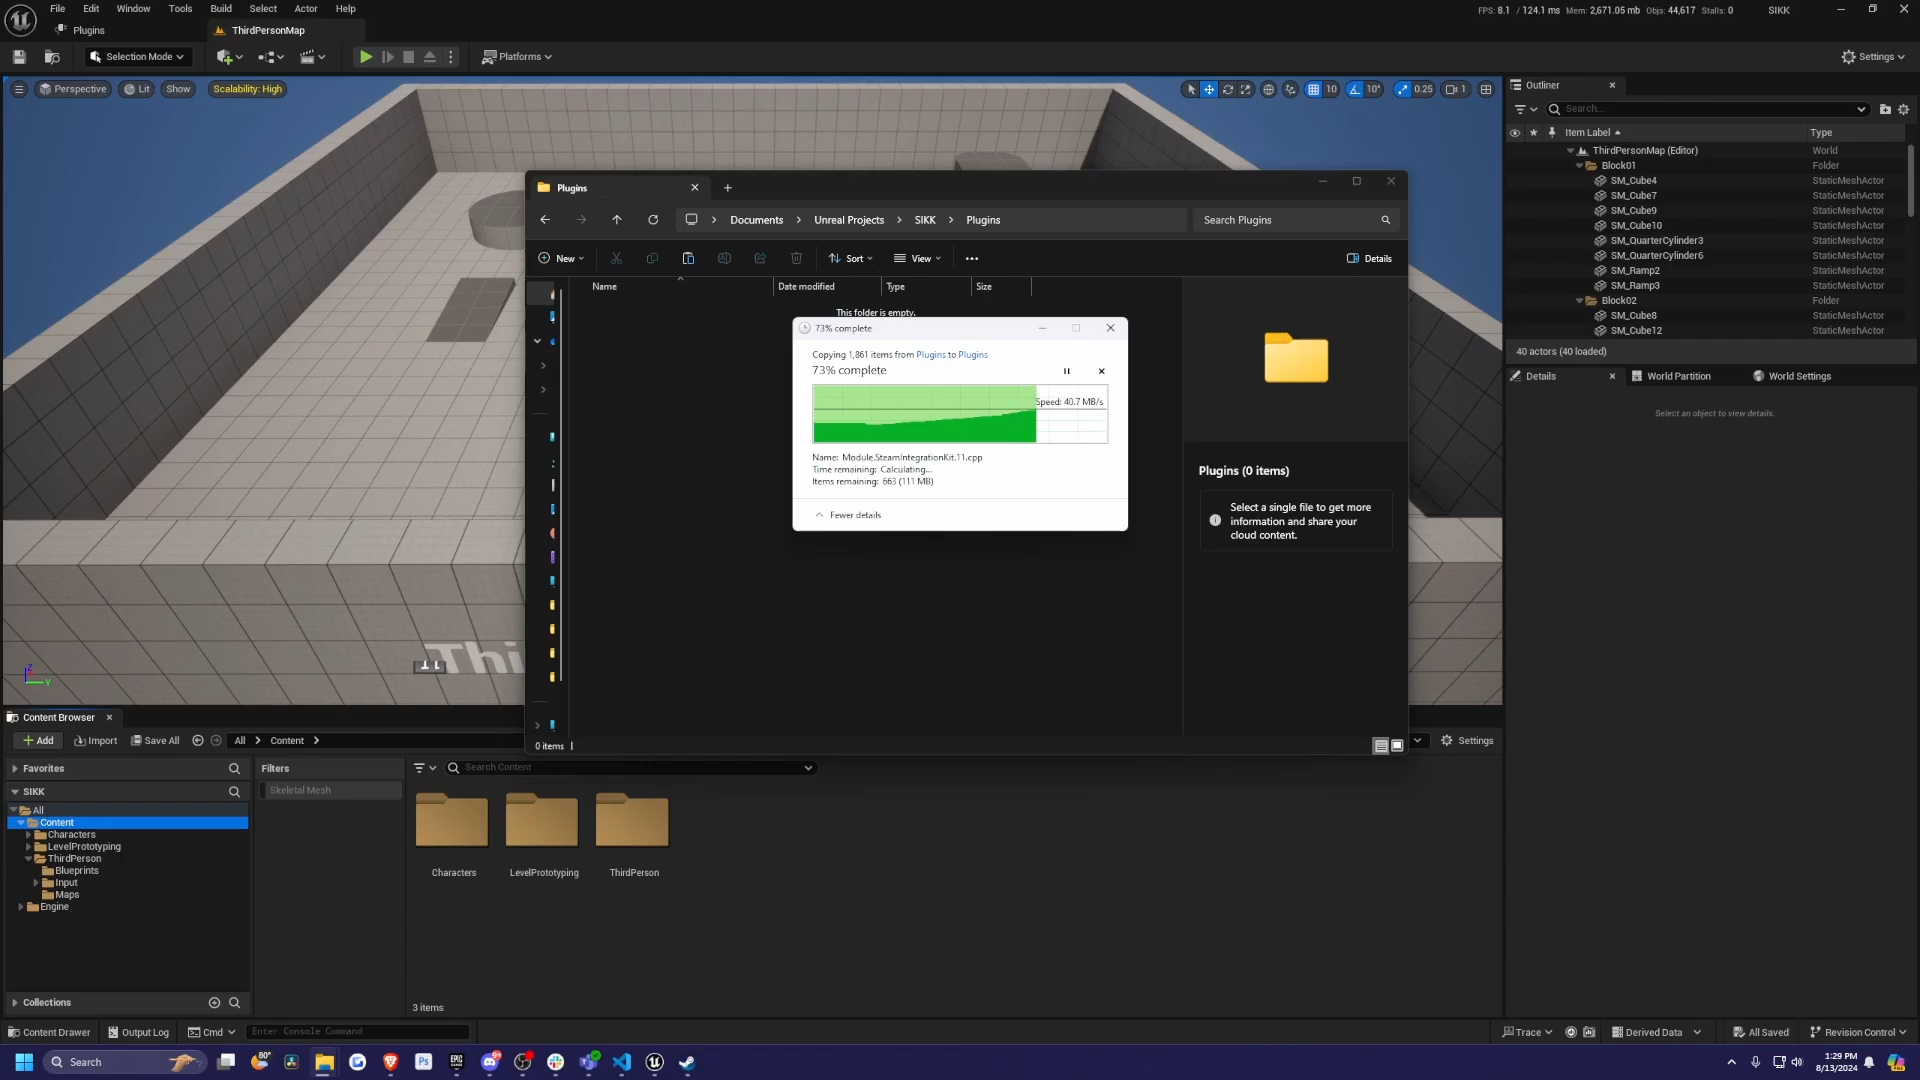 File Edit Window Tools Build Select Actor Help
FPS: 8.1 / 124.1 ms Mem: 2,671.05 mb Objs: 44,617 Stalls: 0
SIKK
Plugins
ThirdPersonMap
Selection Mode
Platforms
Settings
Perspective
Lit
Show
Scalability: High
10
10°
0.25
1
Outliner
Search...
Item Label
Type
ThirdPersonMap (Editor) World
Block01 Folder
SM_Cube4 StaticMeshActor
SM_Cube7 StaticMeshActor
SM_Cube9 StaticMeshActor
SM_Cube10 StaticMeshActor
SM_QuarterCylinder3 StaticMeshActor
SM_QuarterCylinder6 StaticMeshActor
SM_Ramp2 StaticMeshActor
SM_Ramp3 StaticMeshActor
Block02 Folder
SM_Cube8 StaticMeshActor
SM_Cube12 StaticMeshActor
40 actors (40 loaded)
Details
World Partition
World Settings
Select an object to view details.
Plugins
Documents > Unreal Projects > SIKK > Plugins
Search Plugins
New
Sort
View
Details
Name
Date modified
Type
Size
This folder is empty.
73% complete
Copying 1,861 items from Plugins to Plugins
73% complete
Speed: 40.7 MB/s
Name: Module.SteamIntegrationKit.11.cpp
Time remaining: Calculating...
Items remaining: 663 (111 MB)
Fewer details
Plugins (0 items)
Select a single file to get more
information and share your
cloud content.
0 items
Thi
Z
Y
Content Browser
Add
Import
Save All
All > Content >
Settings
Favorites
SIKK
All
Content
Characters
LevelPrototyping
ThirdPerson
Blueprints
Input
Maps
Engine
Collections
Filters
Skeletal Mesh
Search Content
Characters
LevelPrototyping
ThirdPerson
3 items
Content Drawer
Output Log
Cmd
Enter Console Command
Trace
Derived Data
All Saved
Revision Control
Search
80°
Ps
1:29 PM
8/13/2024